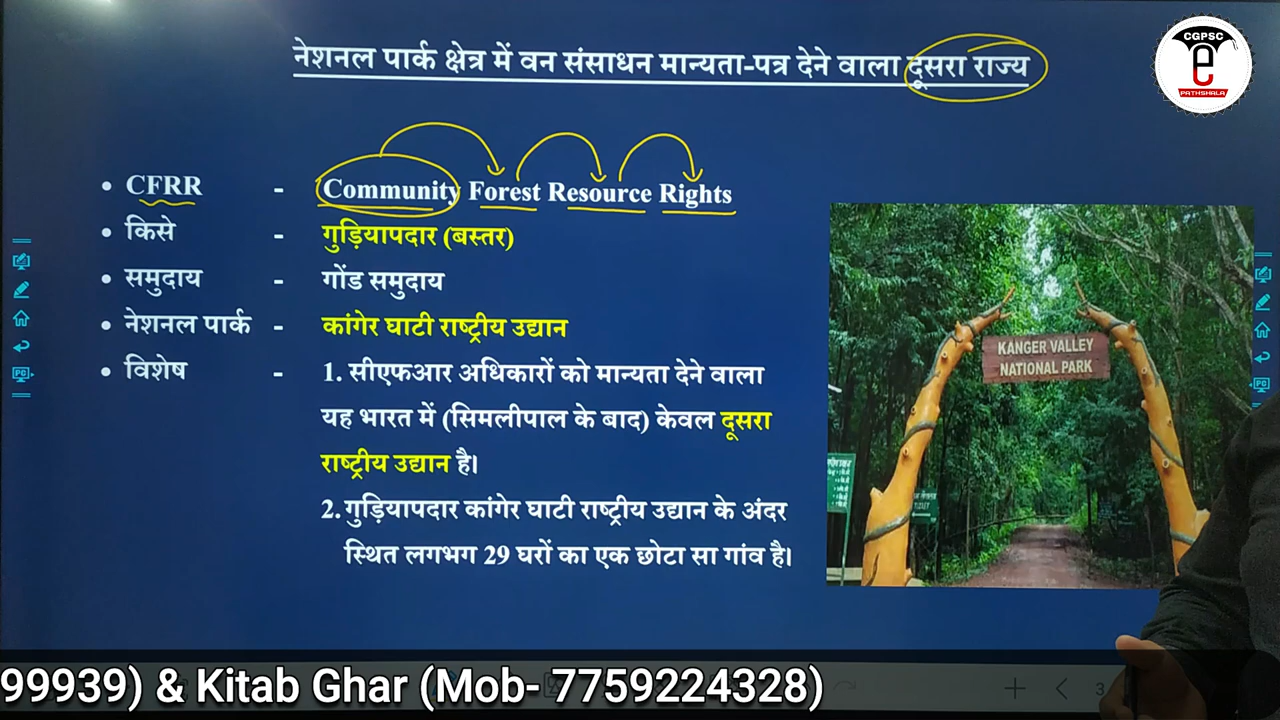 नेशनल पार्क क्षेत्र में वन संसाधन मान्यता-पत्र देने वाला दूसरा राज्य
CGPSC
PATHSHALA
• CFRR - Community Forest Resource Rights
• किसे - गुड़ियापदार (बस्तर)
• समुदाय - गोंड समुदाय
• नेशनल पार्क - कांगेर घाटी राष्ट्रीय उद्यान
• विशेष - 1. सीएफआर अधिकारों को मान्यता देने वाला
यह भारत में (सिमलीपाल के बाद) केवल दूसरा
राष्ट्रीय उद्यान है।
2. गुड़ियापदार कांगेर घाटी राष्ट्रीय उद्यान के अंदर
स्थित लगभग 29 घरों का एक छोटा सा गांव है।
KANGER VALLEY
NATIONAL PARK
99939) & Kitab Ghar (Mob- 7759224328)
3